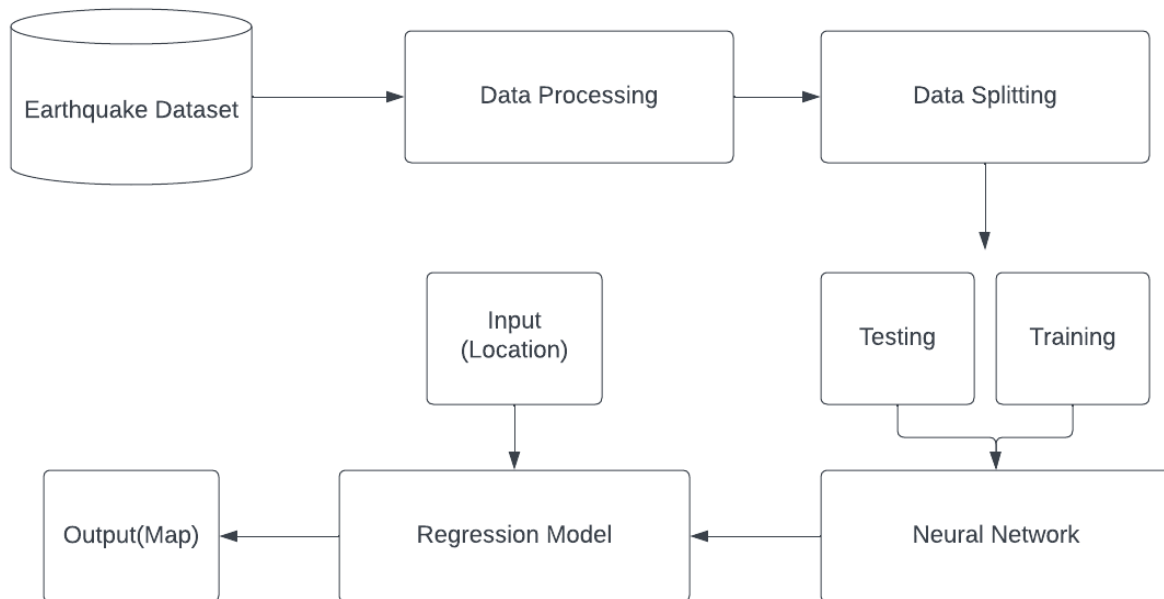 Earthquake Dataset
Data Processing
Data Splitting
Input
(Location)
Testing
Training
Output(Map)
Regression Model
Neural Network